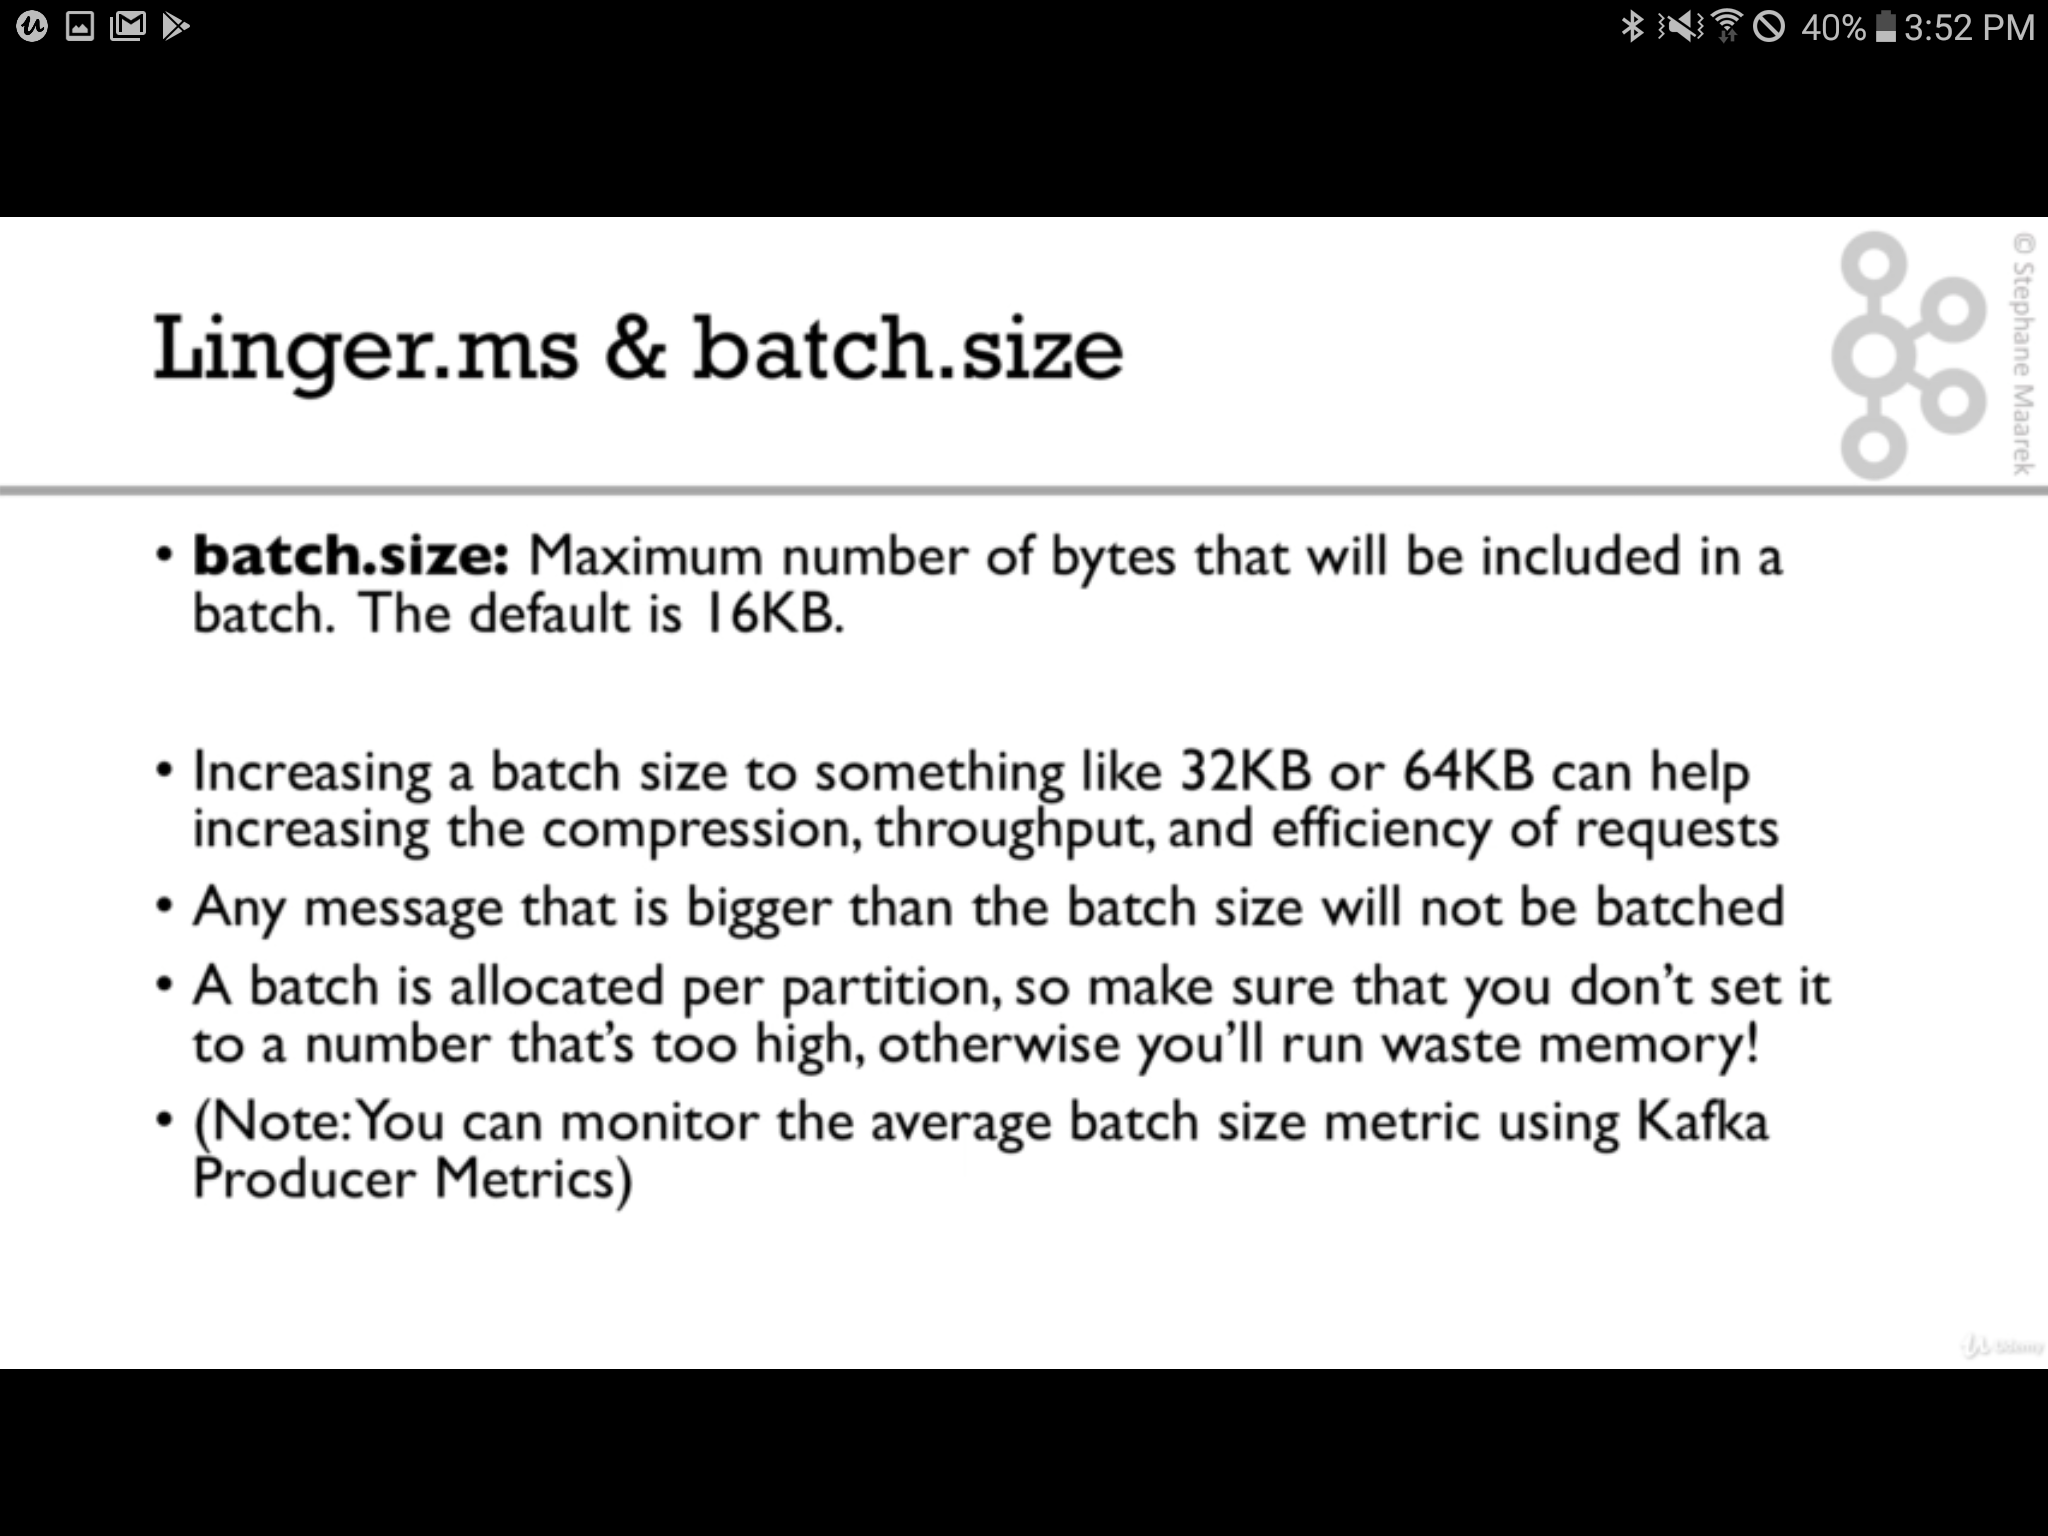 40% 3:52 PM
© Stephane Maarek
Linger.ms & batch.size
• batch.size: Maximum number of bytes that will be included in a
batch. The default is 16KB.
• Increasing a batch size to something like 32KB or 64KB can help
increasing the compression, throughput, and efficiency of requests
• Any message that is bigger than the batch size will not be batched
• A batch is allocated per partition, so make sure that you don’t set it
to a number that’s too high, otherwise you’ll run waste memory!
• (Note: You can monitor the average batch size metric using Kafka
Producer Metrics)
Udemy